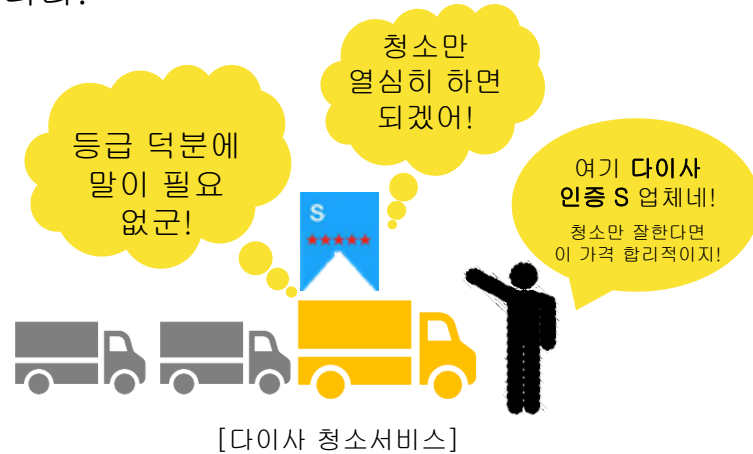 청소만
열심히 하면
되겠어!
등급 덕분에
말이 필요
없군!
S
★★★★★
여기 다이사
인증 S 업체네!
청소만 잘한다면
이 가격 합리적이지!
[다이사 청소서비스]